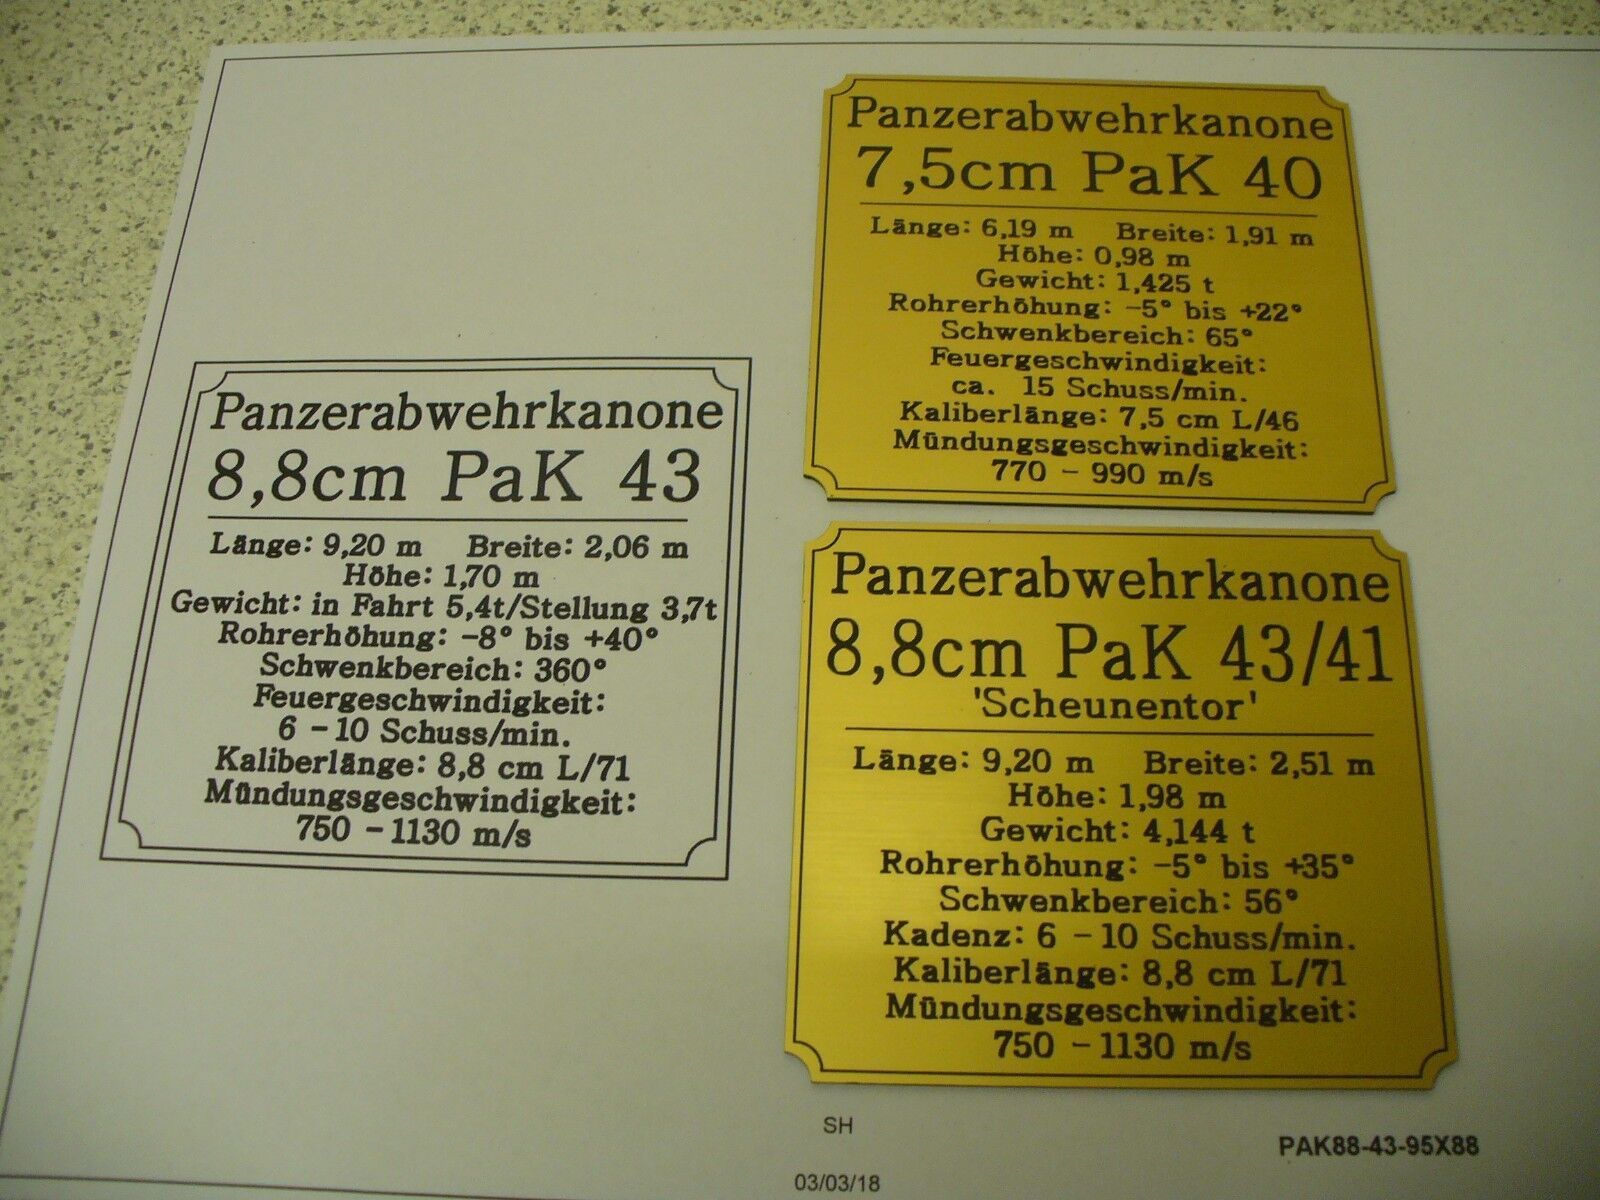 Panzerabwehrkanone
8,8cm PaK 43
Länge: 9,20 m Breite: 2,06 m
Höhe: 1,70 m
Gewicht: in Fahrt 5,4t/Stellung 3,7t
Rohrerhöhung: -8° bis +40°
Schwenkbereich: 360°
Feuergeschwindigkeit:
6 - 10 Schuss/min.
Kaliberlänge: 8,8 cm L/71
Mündungsgeschwindigkeit:
750 - 1130 m/s
Panzerabwehrkanone
7,5cm PaK 40
Länge: 6,19 m Breite: 1,91 m
Höhe: 0,98 m
Gewicht: 1,425 t
Rohrerhöhung: -5° bis +22°
Schwenkbereich: 65°
Feuergeschwindigkeit:
ca. 15 Schuss/min.
Kaliberlänge: 7,5 cm L/46
Mündungsgeschwindigkeit:
770 - 990 m/s
Panzerabwehrkanone
8,8cm PaK 43/41
'Scheunentor'
Länge: 9,20 m Breite: 2,51 m
Höhe: 1,98 m
Gewicht: 4,144 t
Rohrerhöhung: -5° bis +35°
Schwenkbereich: 56°
Kadenz: 6 - 10 Schuss/min.
Kaliberlänge: 8,8 cm L/71
Mündungsgeschwindigkeit:
750 - 1130 m/s
SH
PAK88-43-95X88
03/03/18